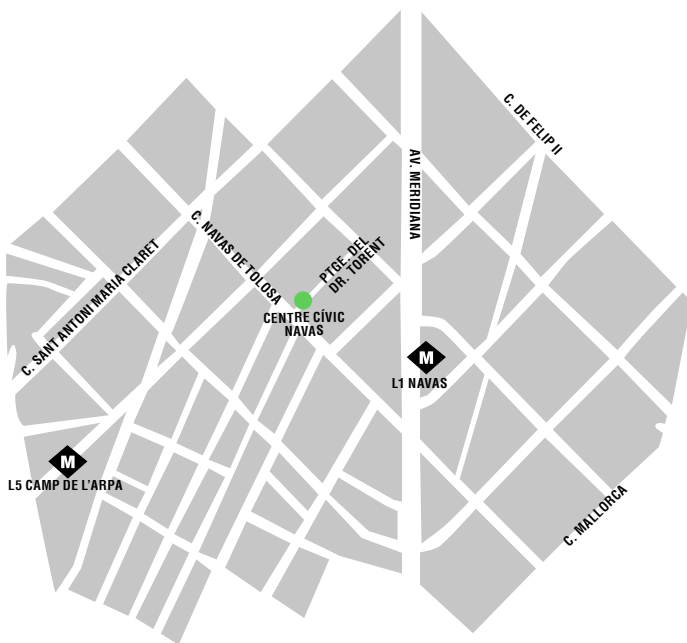 C. DE FELIP II
AV. MERIDIANA
C. NAVAS DE TOLOSA
PTGE. DEL
DR. TORENT
C. SANT ANTONI MARIA CLARET
CENTRE CÍVIC
NAVAS
M
L1 NAVAS
M
L5 CAMP DE L'ARPA
C. MALLORCA